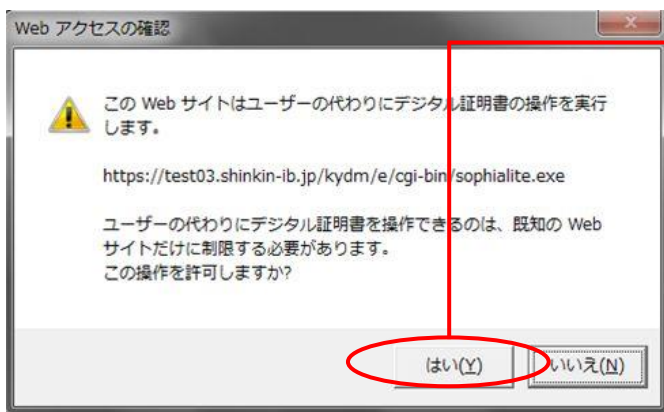 Web アクセスの確認
この Web サイトはユーザーの代わりにデジタル証明書の操作を実行
します。
https://test03.shinkin-ib.jp/kydm/e/cgi-bin/sophialite.exe
ユーザーの代わりにデジタル証明書を操作できるのは、既知の Web
サイトだけに制限する必要があります。
この操作を許可しますか?
はい(Y) いいえ(N)